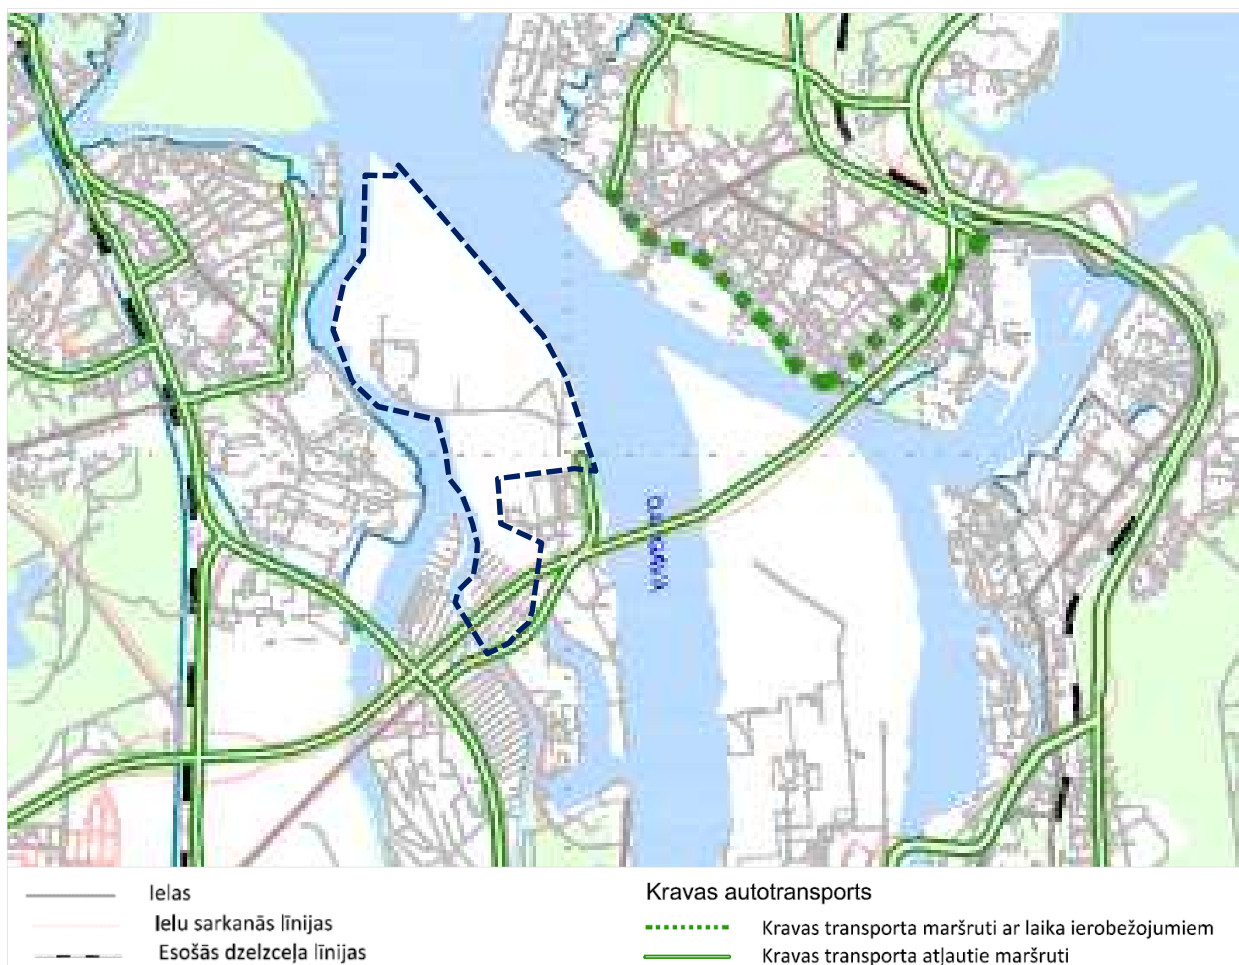 Ielas
Ielu sarkanās līnijas
Esošās dzelzceļa līnijas
Kravas autotransports
Kravas transporta maršruti ar laika ierobežojumiem
Kravas transporta atļautie maršruti